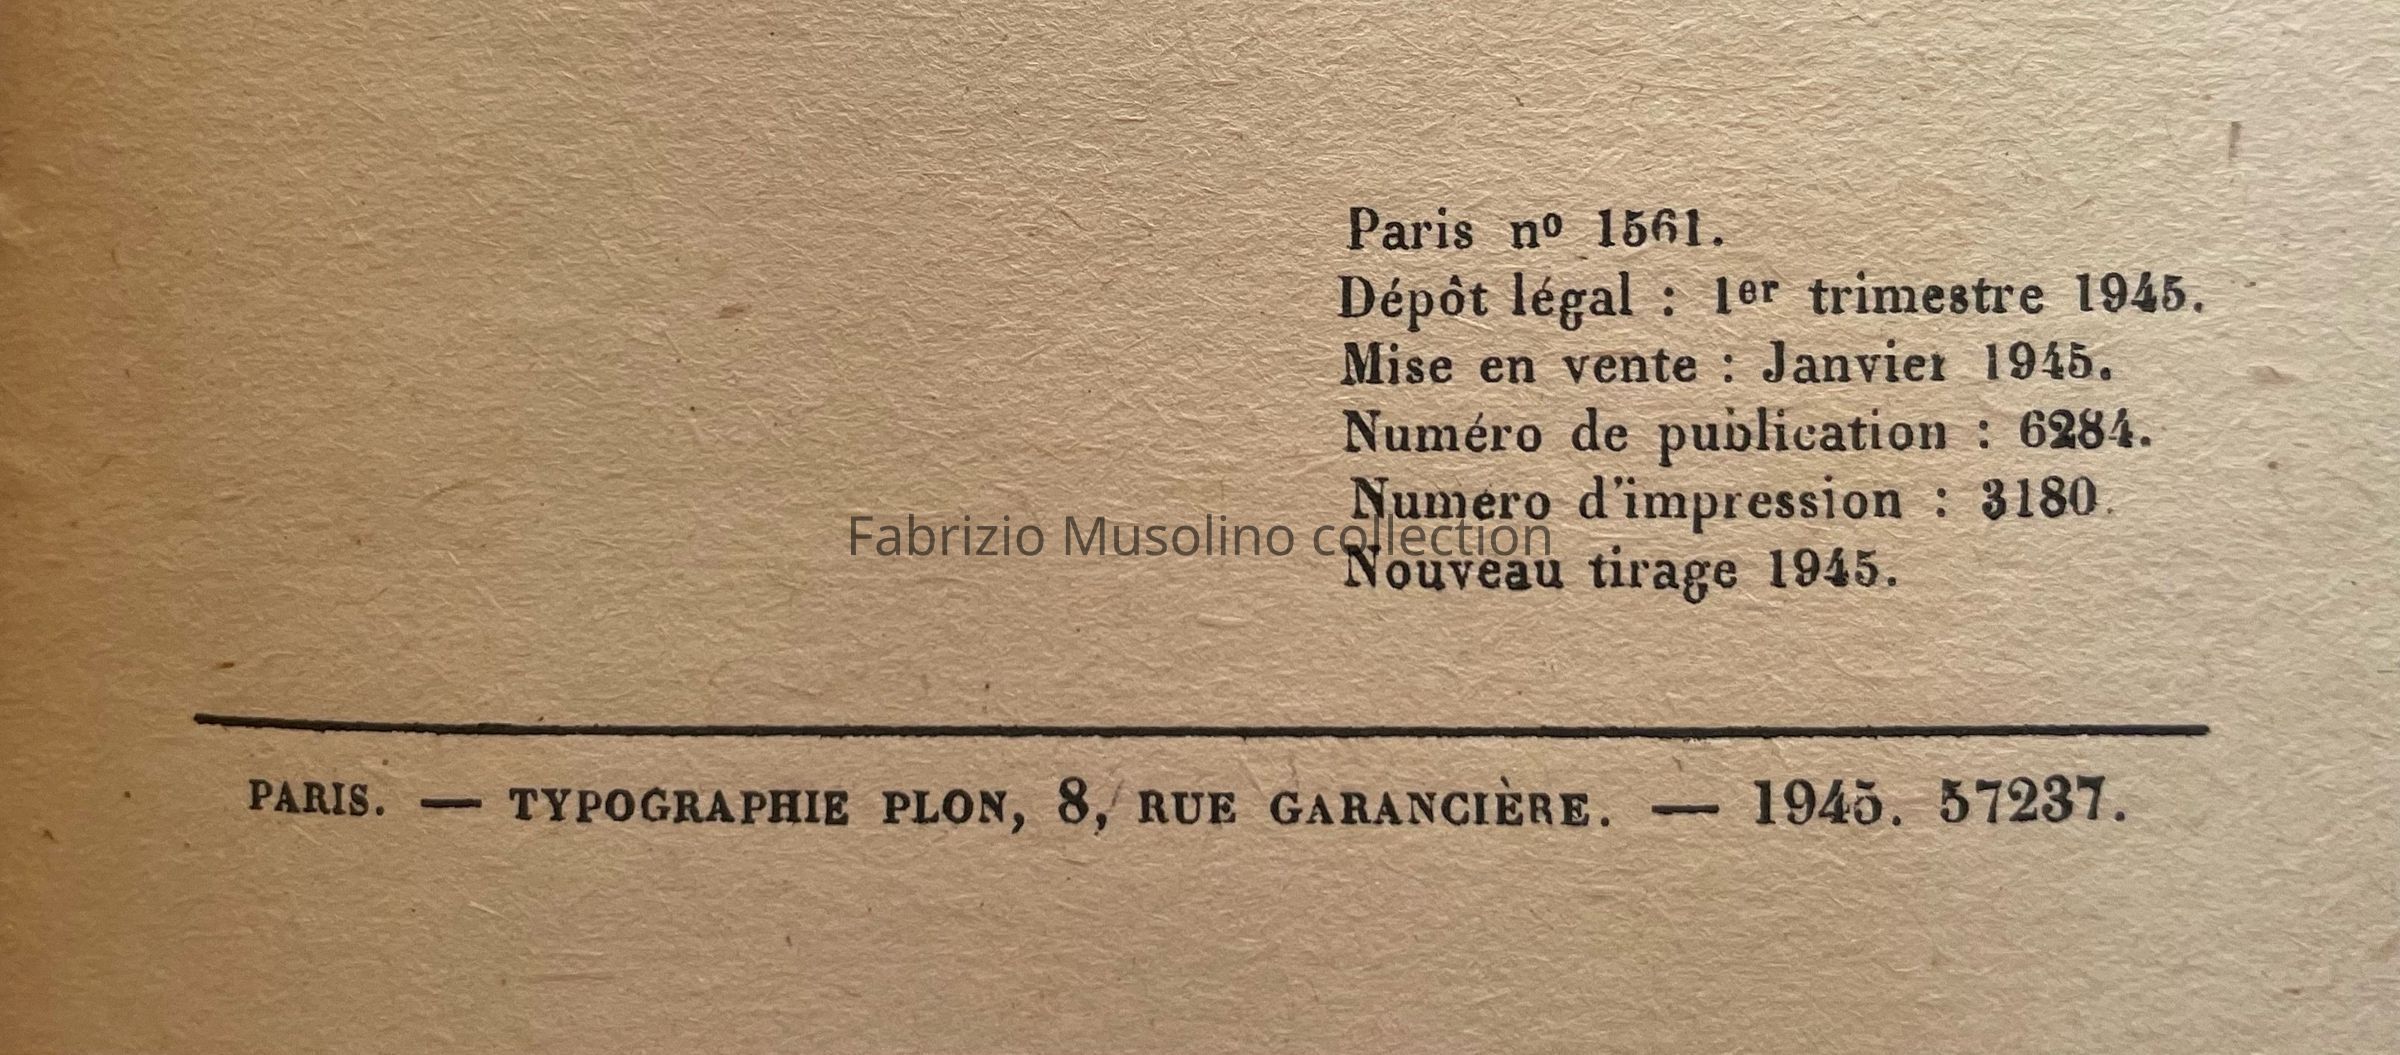 Paris nº 1561.
Dépôt légal : 1er trimestre 1945.
Mise en vente : Janvier 1945.
Numéro de publication : 6284.
Numéro d'impression : 3180.
Fabrizio Musolino collection
Nouveau tirage 1945.
PARIS. — TYPOGRAPHIE PLON, 8, RUE GARANCIÈRE. — 1945. 57237.